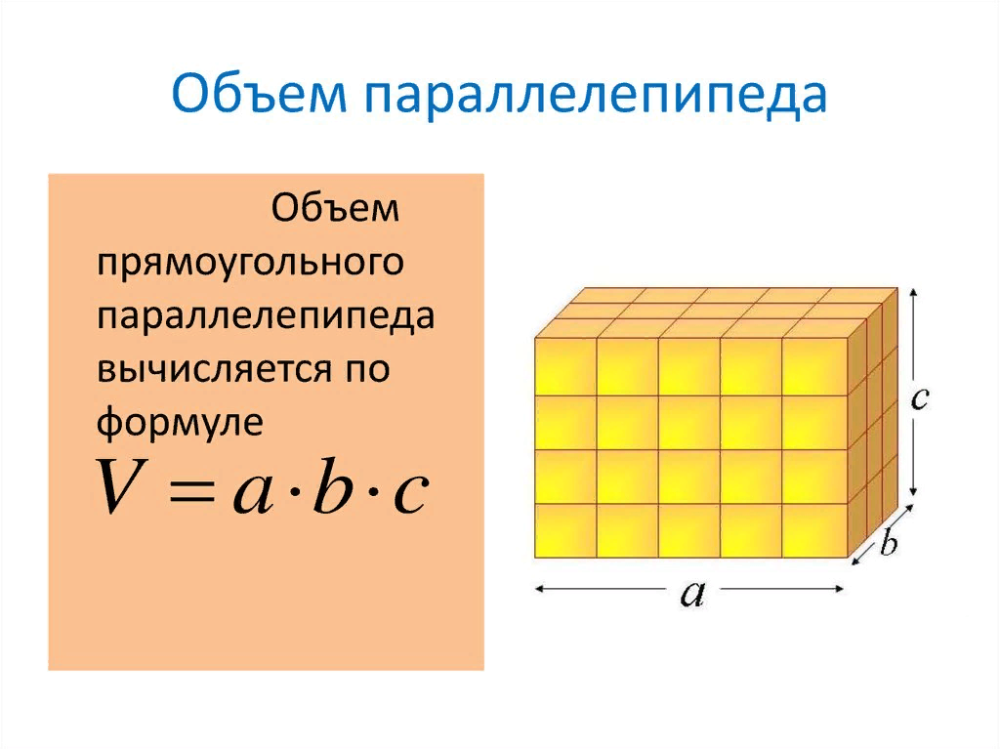 Объем параллелепипеда
Объем
прямоугольного
параллелепипеда
вычисляется по
формуле
V = a · b · c
c
b
a